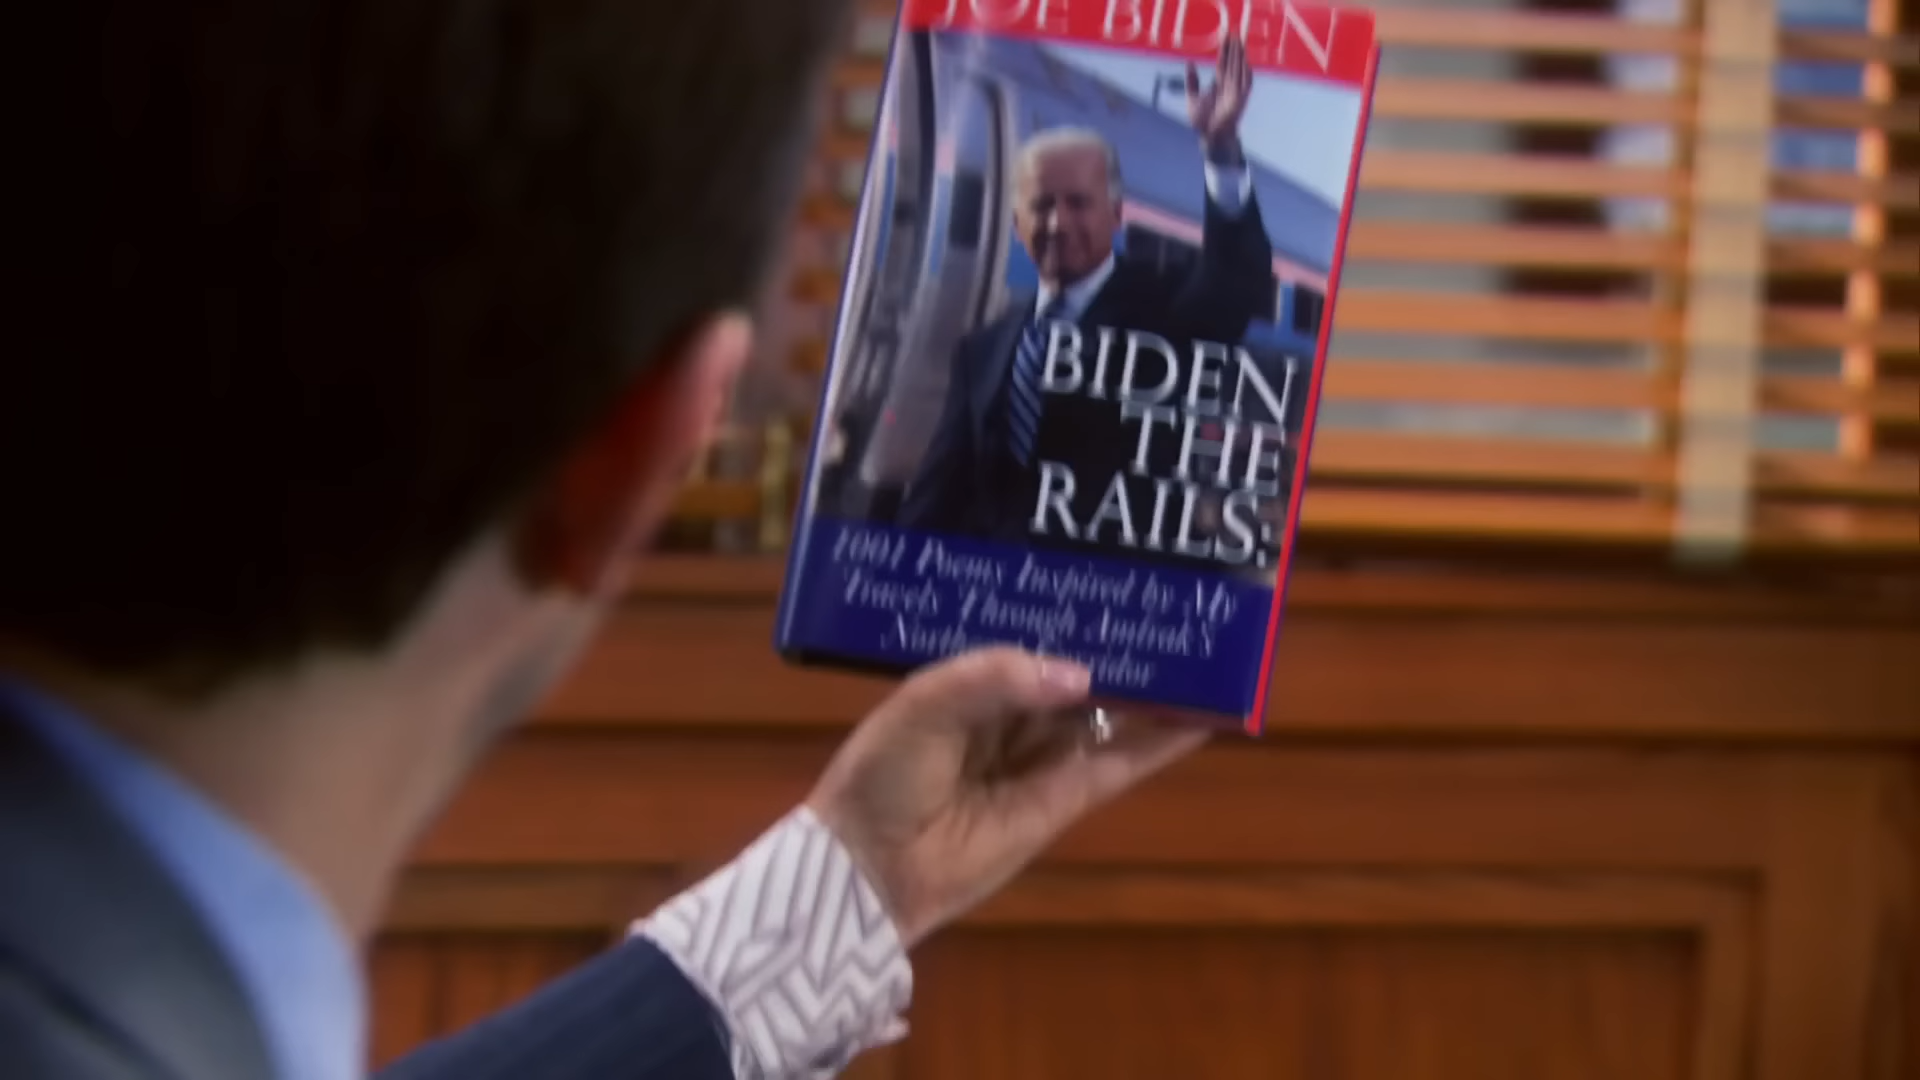 JOE BIDEN
BIDEN
THE
RAILS:
1001 Poems Inspired by My
Travels Through Amtrak's